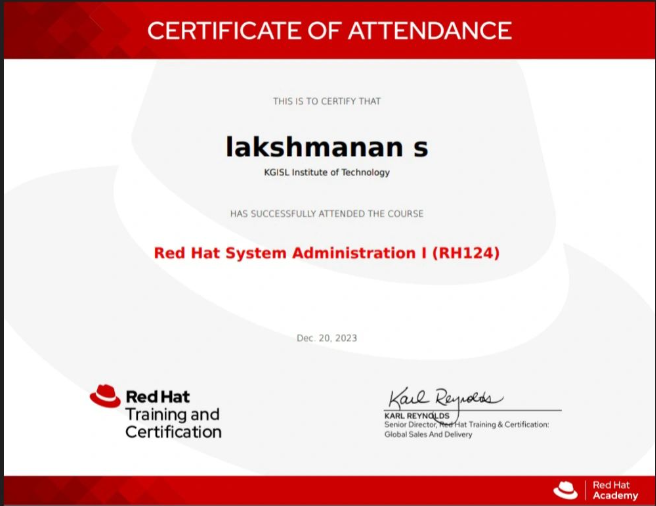 CERTIFICATE OF ATTENDANCE
THIS IS TO CERTIFY THAT
lakshmanan s
KGiSL Institute of Technology
HAS SUCCESSFULLY ATTENDED THE COURSE
Red Hat System Administration I (RH124)
Dec. 20, 2023
Red Hat
Training and
Certification
Karl Reynolds
KARL REYNOLDS
Senior Director, Red Hat Training & Certification:
Global Sales And Delivery
Red Hat
Academy